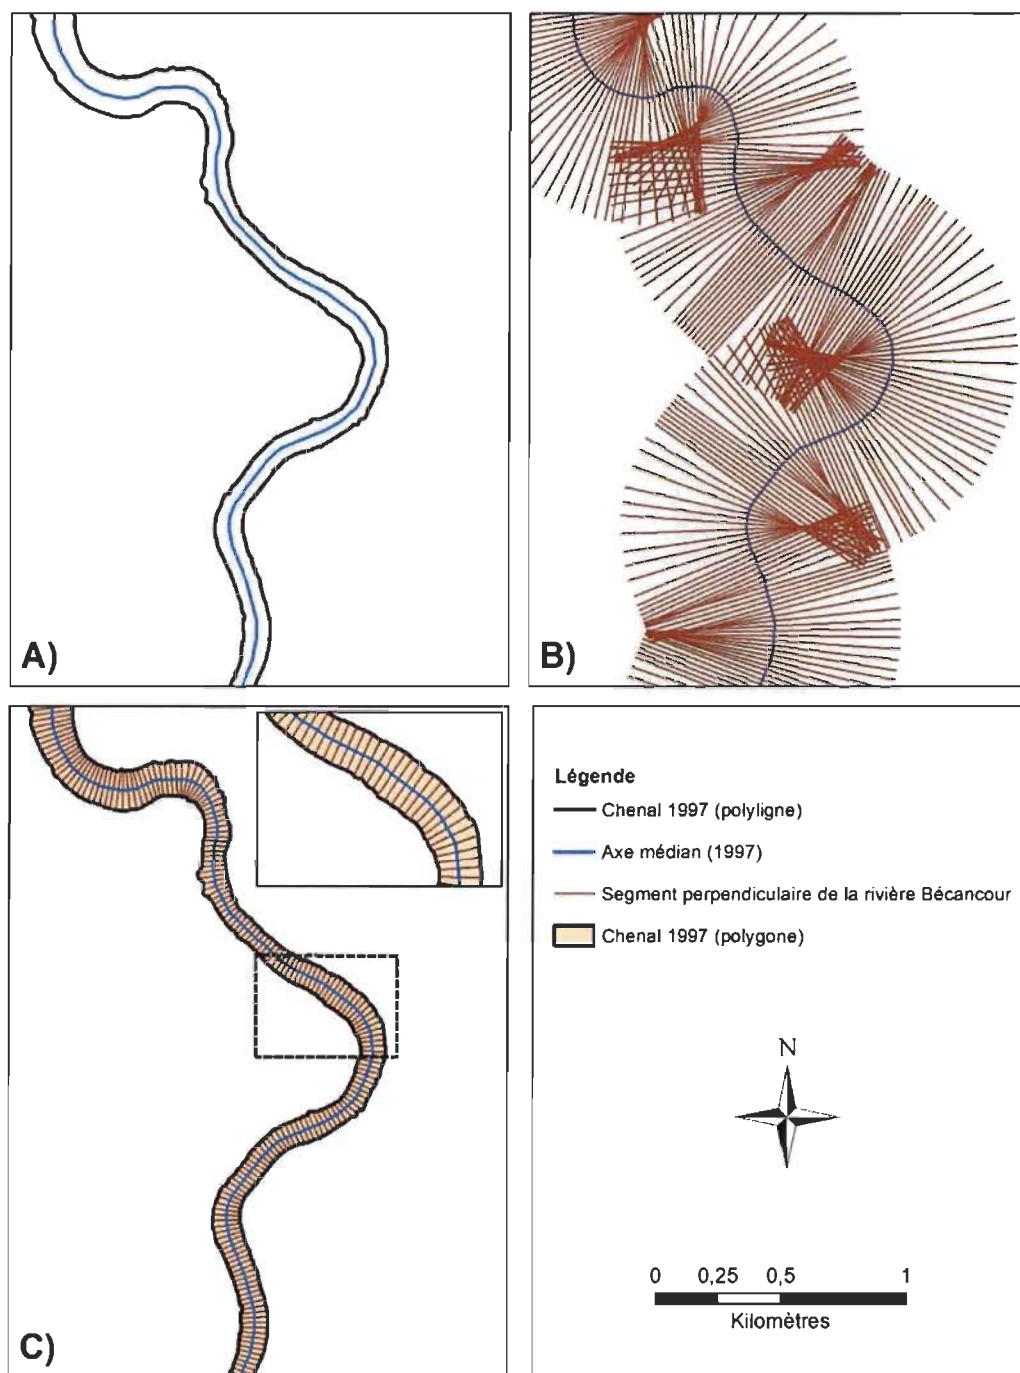 A)
B)
C)
Légende
Chenal 1997 (polyligne)
Axe médian (1997)
Segment perpendiculaire de la rivière Bécancour
Chenal 1997 (polygone)
N
0 0,25 0,5 1
Kilomètres